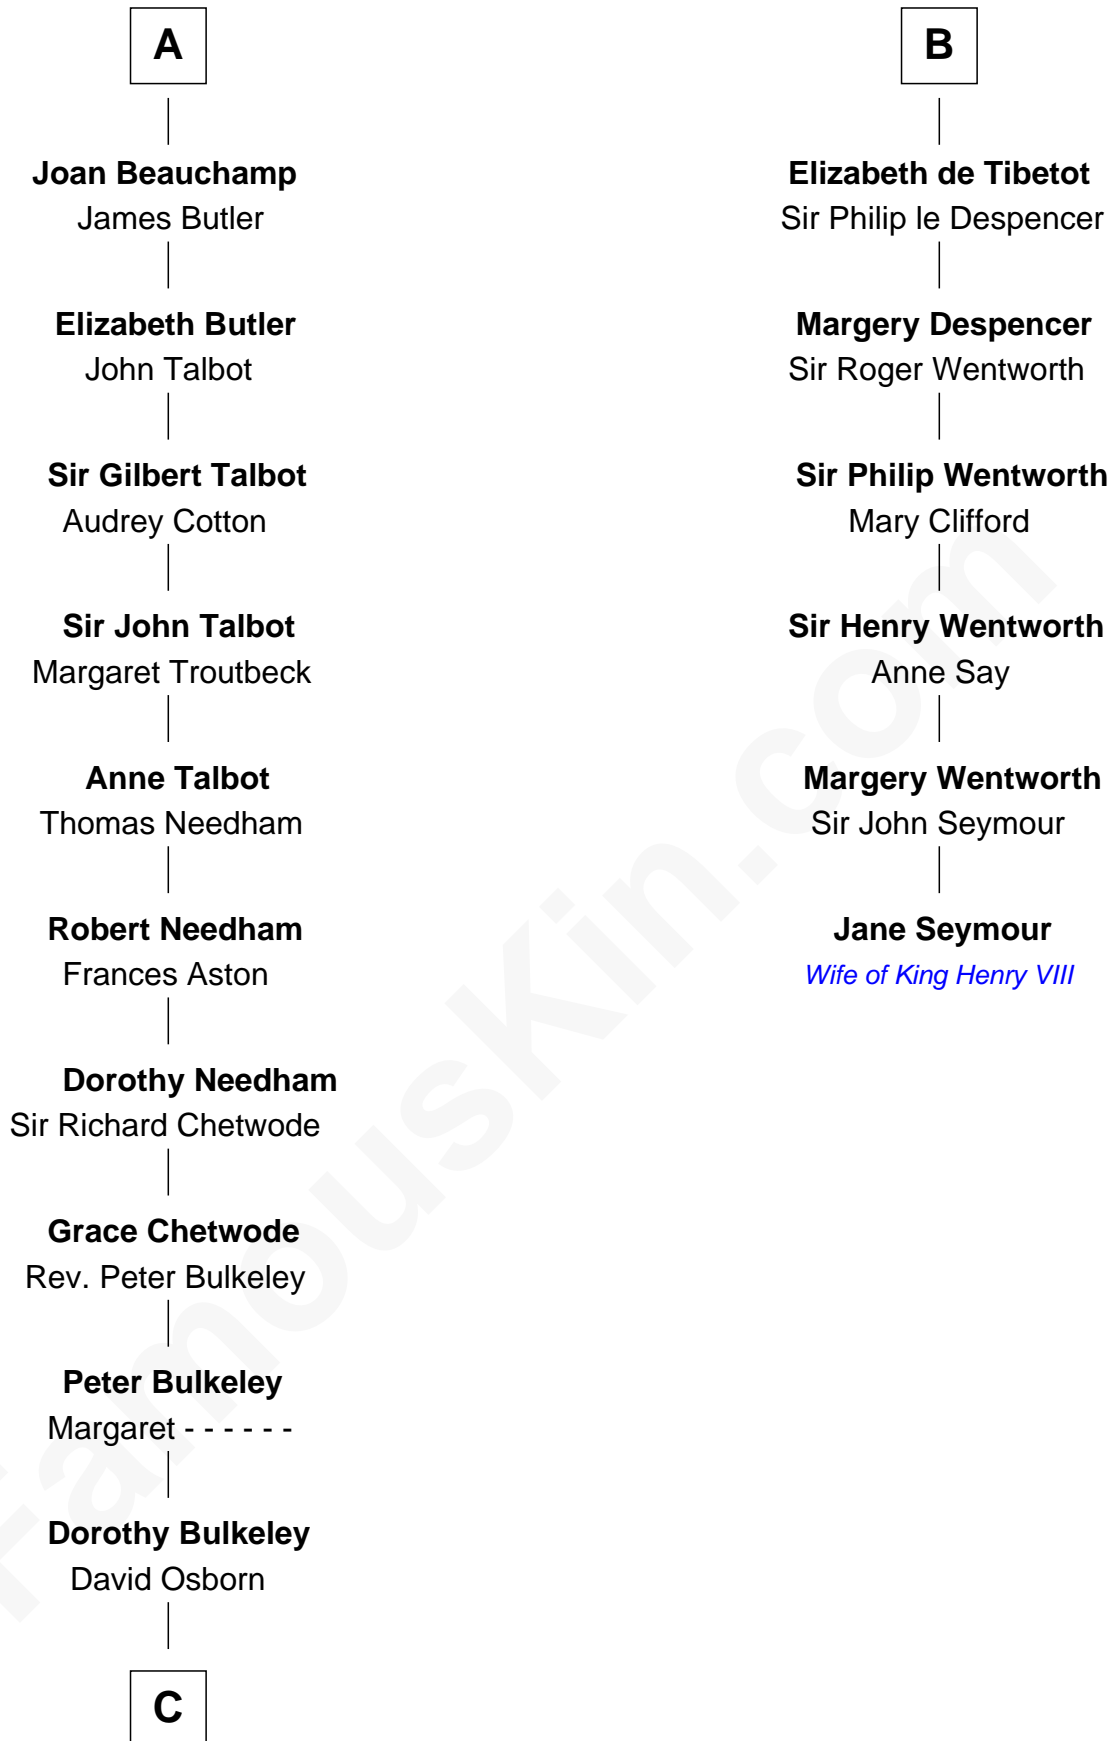 A
Joan Beauchamp
James Butler
Elizabeth Butler
John Talbot
Sir Gilbert Talbot
Audrey Cotton
Sir John Talbot
Margaret Troutbeck
Anne Talbot
Thomas Needham
Robert Needham
Frances Aston
Dorothy Needham
Sir Richard Chetwode
Grace Chetwode
Rev. Peter Bulkeley
Peter Bulkeley
Margaret - - - - - -
Dorothy Bulkeley
David Osborn
C
B
Elizabeth de Tibetot
Sir Philip le Despencer
Margery Despencer
Sir Roger Wentworth
Sir Philip Wentworth
Mary Clifford
Sir Henry Wentworth
Anne Say
Margery Wentworth
Sir John Seymour
Jane Seymour
Wife of King Henry VIII
FamousKin.com